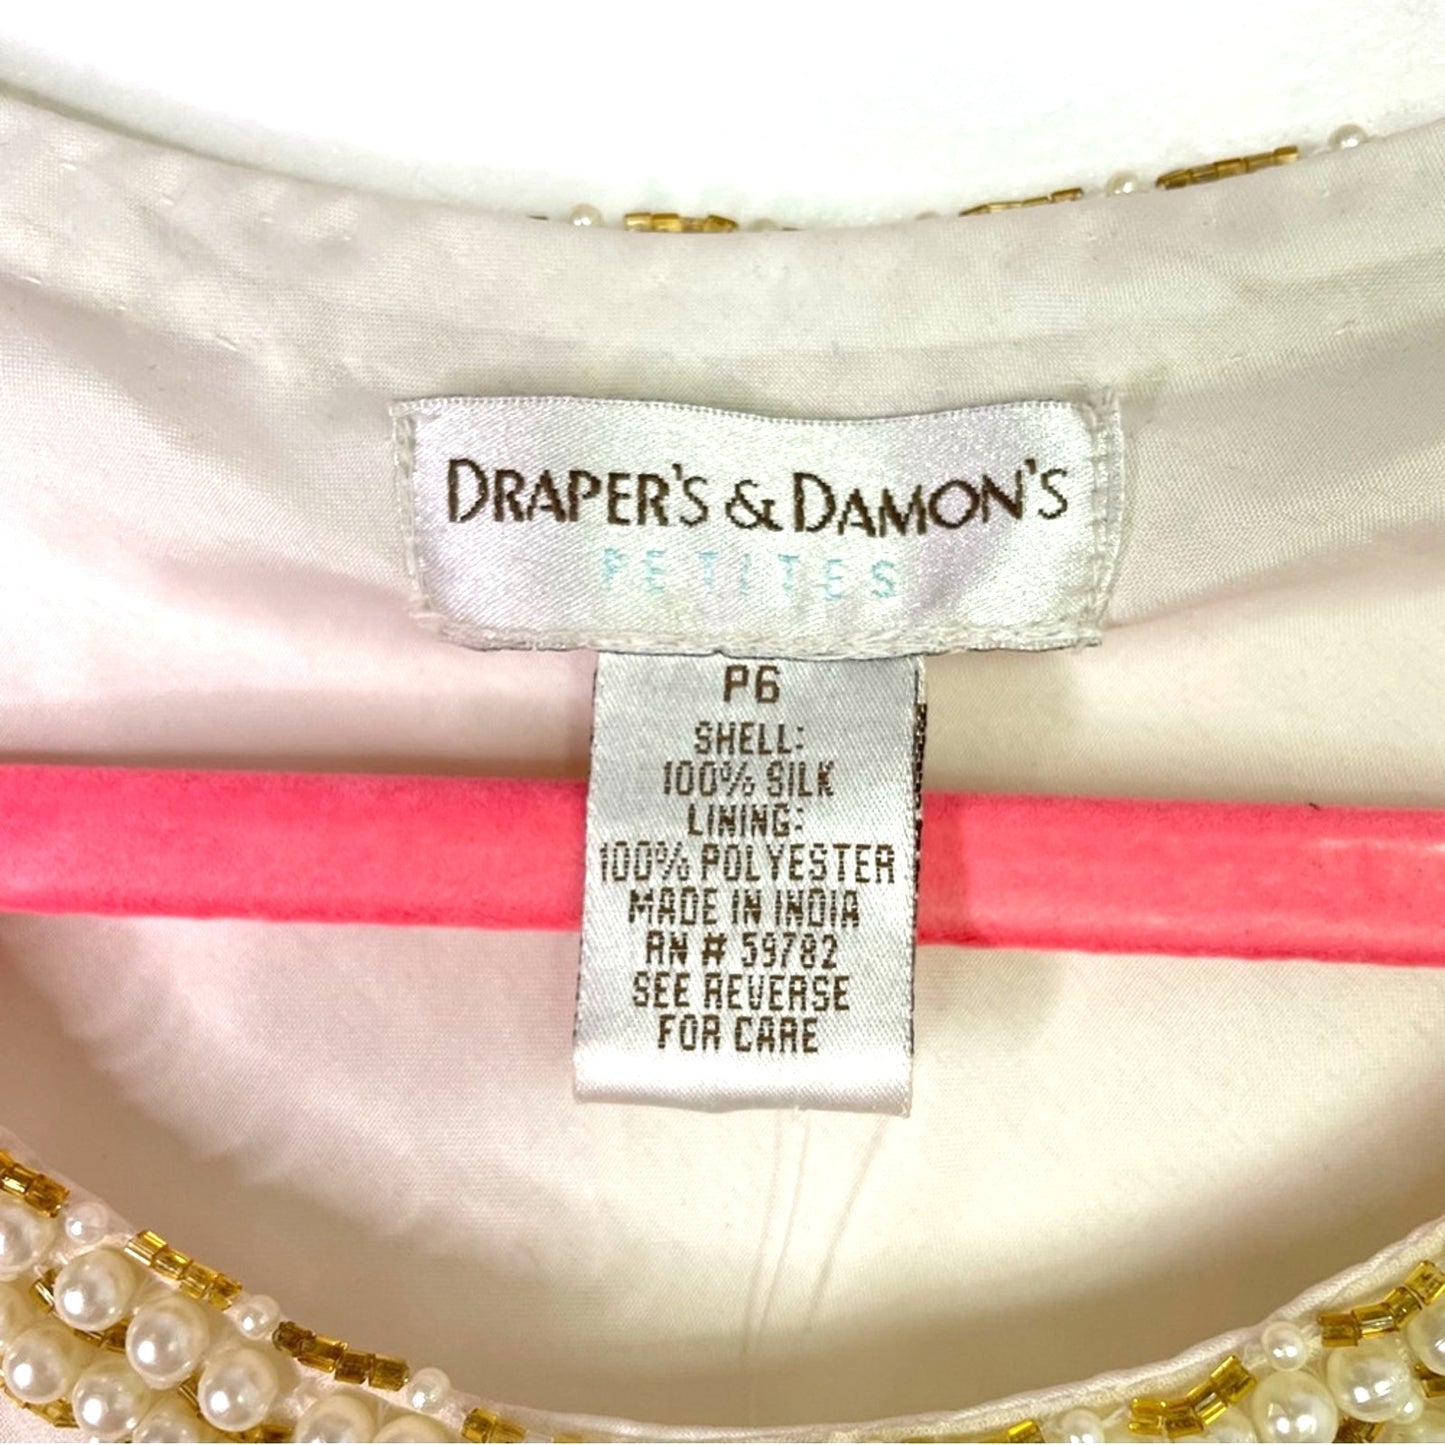 DRAPER'S & DAMON'S
PETITES
P6
SHELL:
100% SILK
LINING:
100% POLYESTER
MADE IN INDIA
RN # 59782
SEE REVERSE
FOR CARE